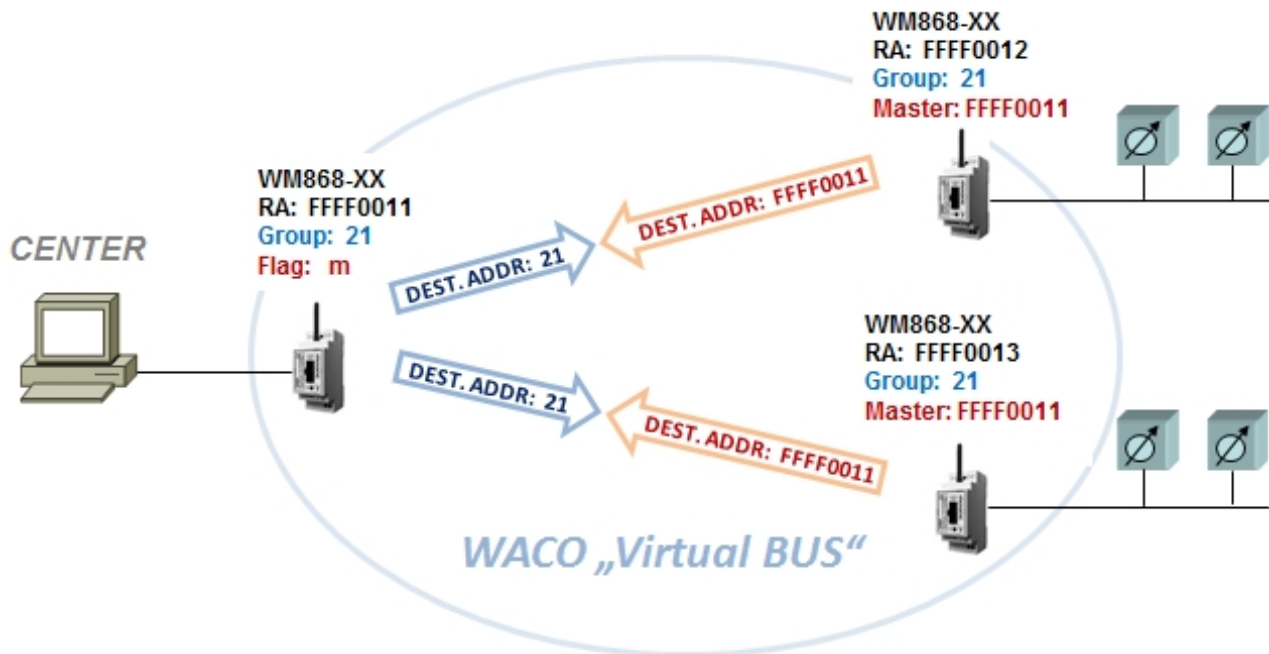 WM868-XX
RA: FFFF0012
Group: 21
Master: FFFF0011
WM868-XX
RA: FFFF0011
Group: 21
Flag: m
CENTER
DEST. ADDR: 21
DEST. ADDR: FFFF0011
WM868-XX
RA: FFFF0013
Group: 21
Master: FFFF0011
DEST. ADDR: 21
DEST. ADDR: FFFF0011
WACO „Virtual BUS“